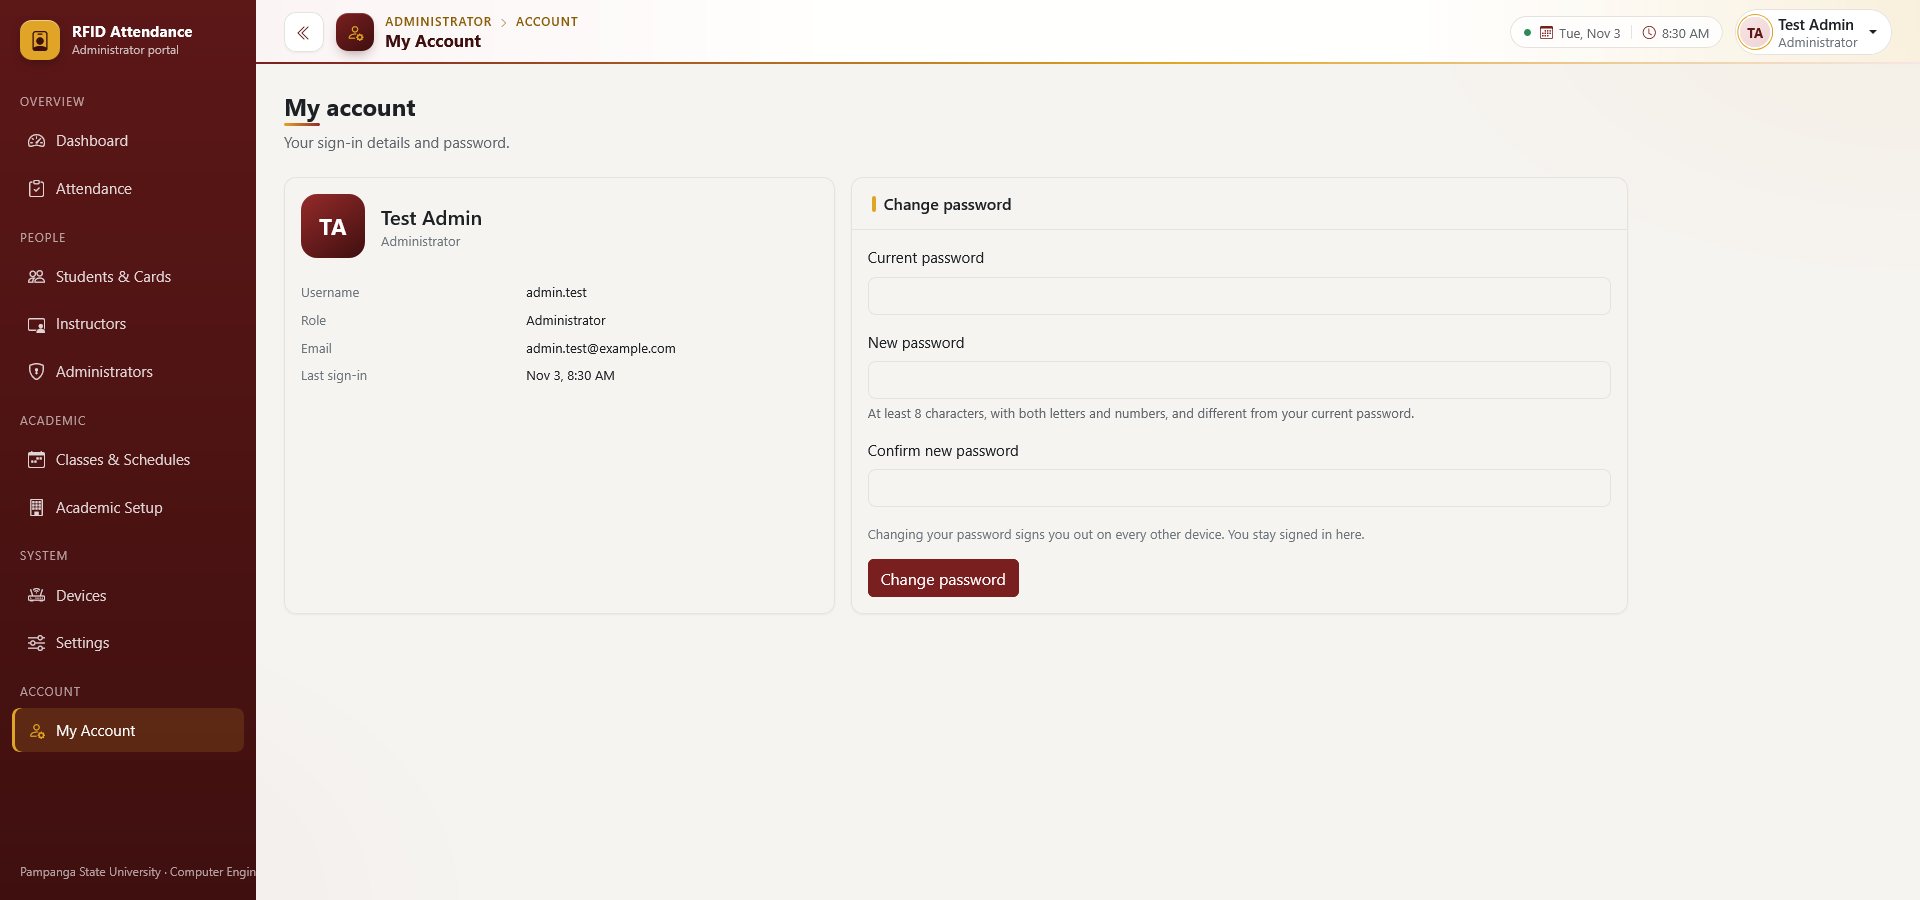 RFID Attendance
Administrator portal
OVERVIEW
Dashboard
Attendance
PEOPLE
Students & Cards
Instructors
Administrators
ACADEMIC
Classes & Schedules
Academic Setup
SYSTEM
Devices
Settings
ACCOUNT
My Account
Pampanga State University · Computer Engin
ADMINISTRATOR > ACCOUNT
My Account
Tue, Nov 3
8:30 AM
TA
Test Admin
Administrator
My account
Your sign-in details and password.
TA
Test Admin
Administrator
Username admin.test
Role Administrator
Email admin.test@example.com
Last sign-in Nov 3, 8:30 AM
Change password
Current password
New password
At least 8 characters, with both letters and numbers, and different from your current password.
Confirm new password
Changing your password signs you out on every other device. You stay signed in here.
Change password